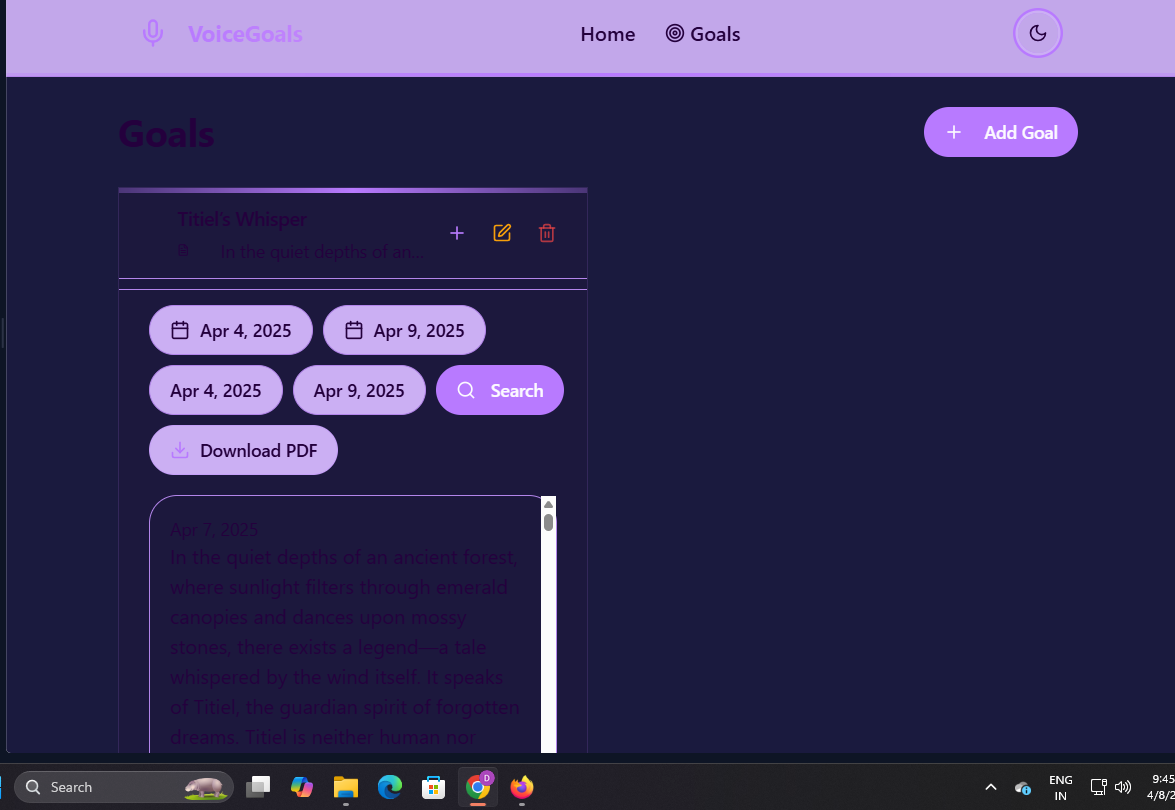 VoiceGoals
Home
Goals
Goals
Add Goal
Titiel's Whisper
In the quiet depths of an...
Apr 4, 2025
Apr 9, 2025
Apr 4, 2025
Apr 9, 2025
Search
Download PDF
Apr 7, 2025
In the quiet depths of an ancient forest,
where sunlight filters through emerald
canopies and dances upon mossy
stones, there exists a legend—a tale
whispered by the wind itself. It speaks
of Titiel, the guardian spirit of forgotten
dreams. Titiel is neither human nor
Search
D
ENG
IN
9:45
4/8/2